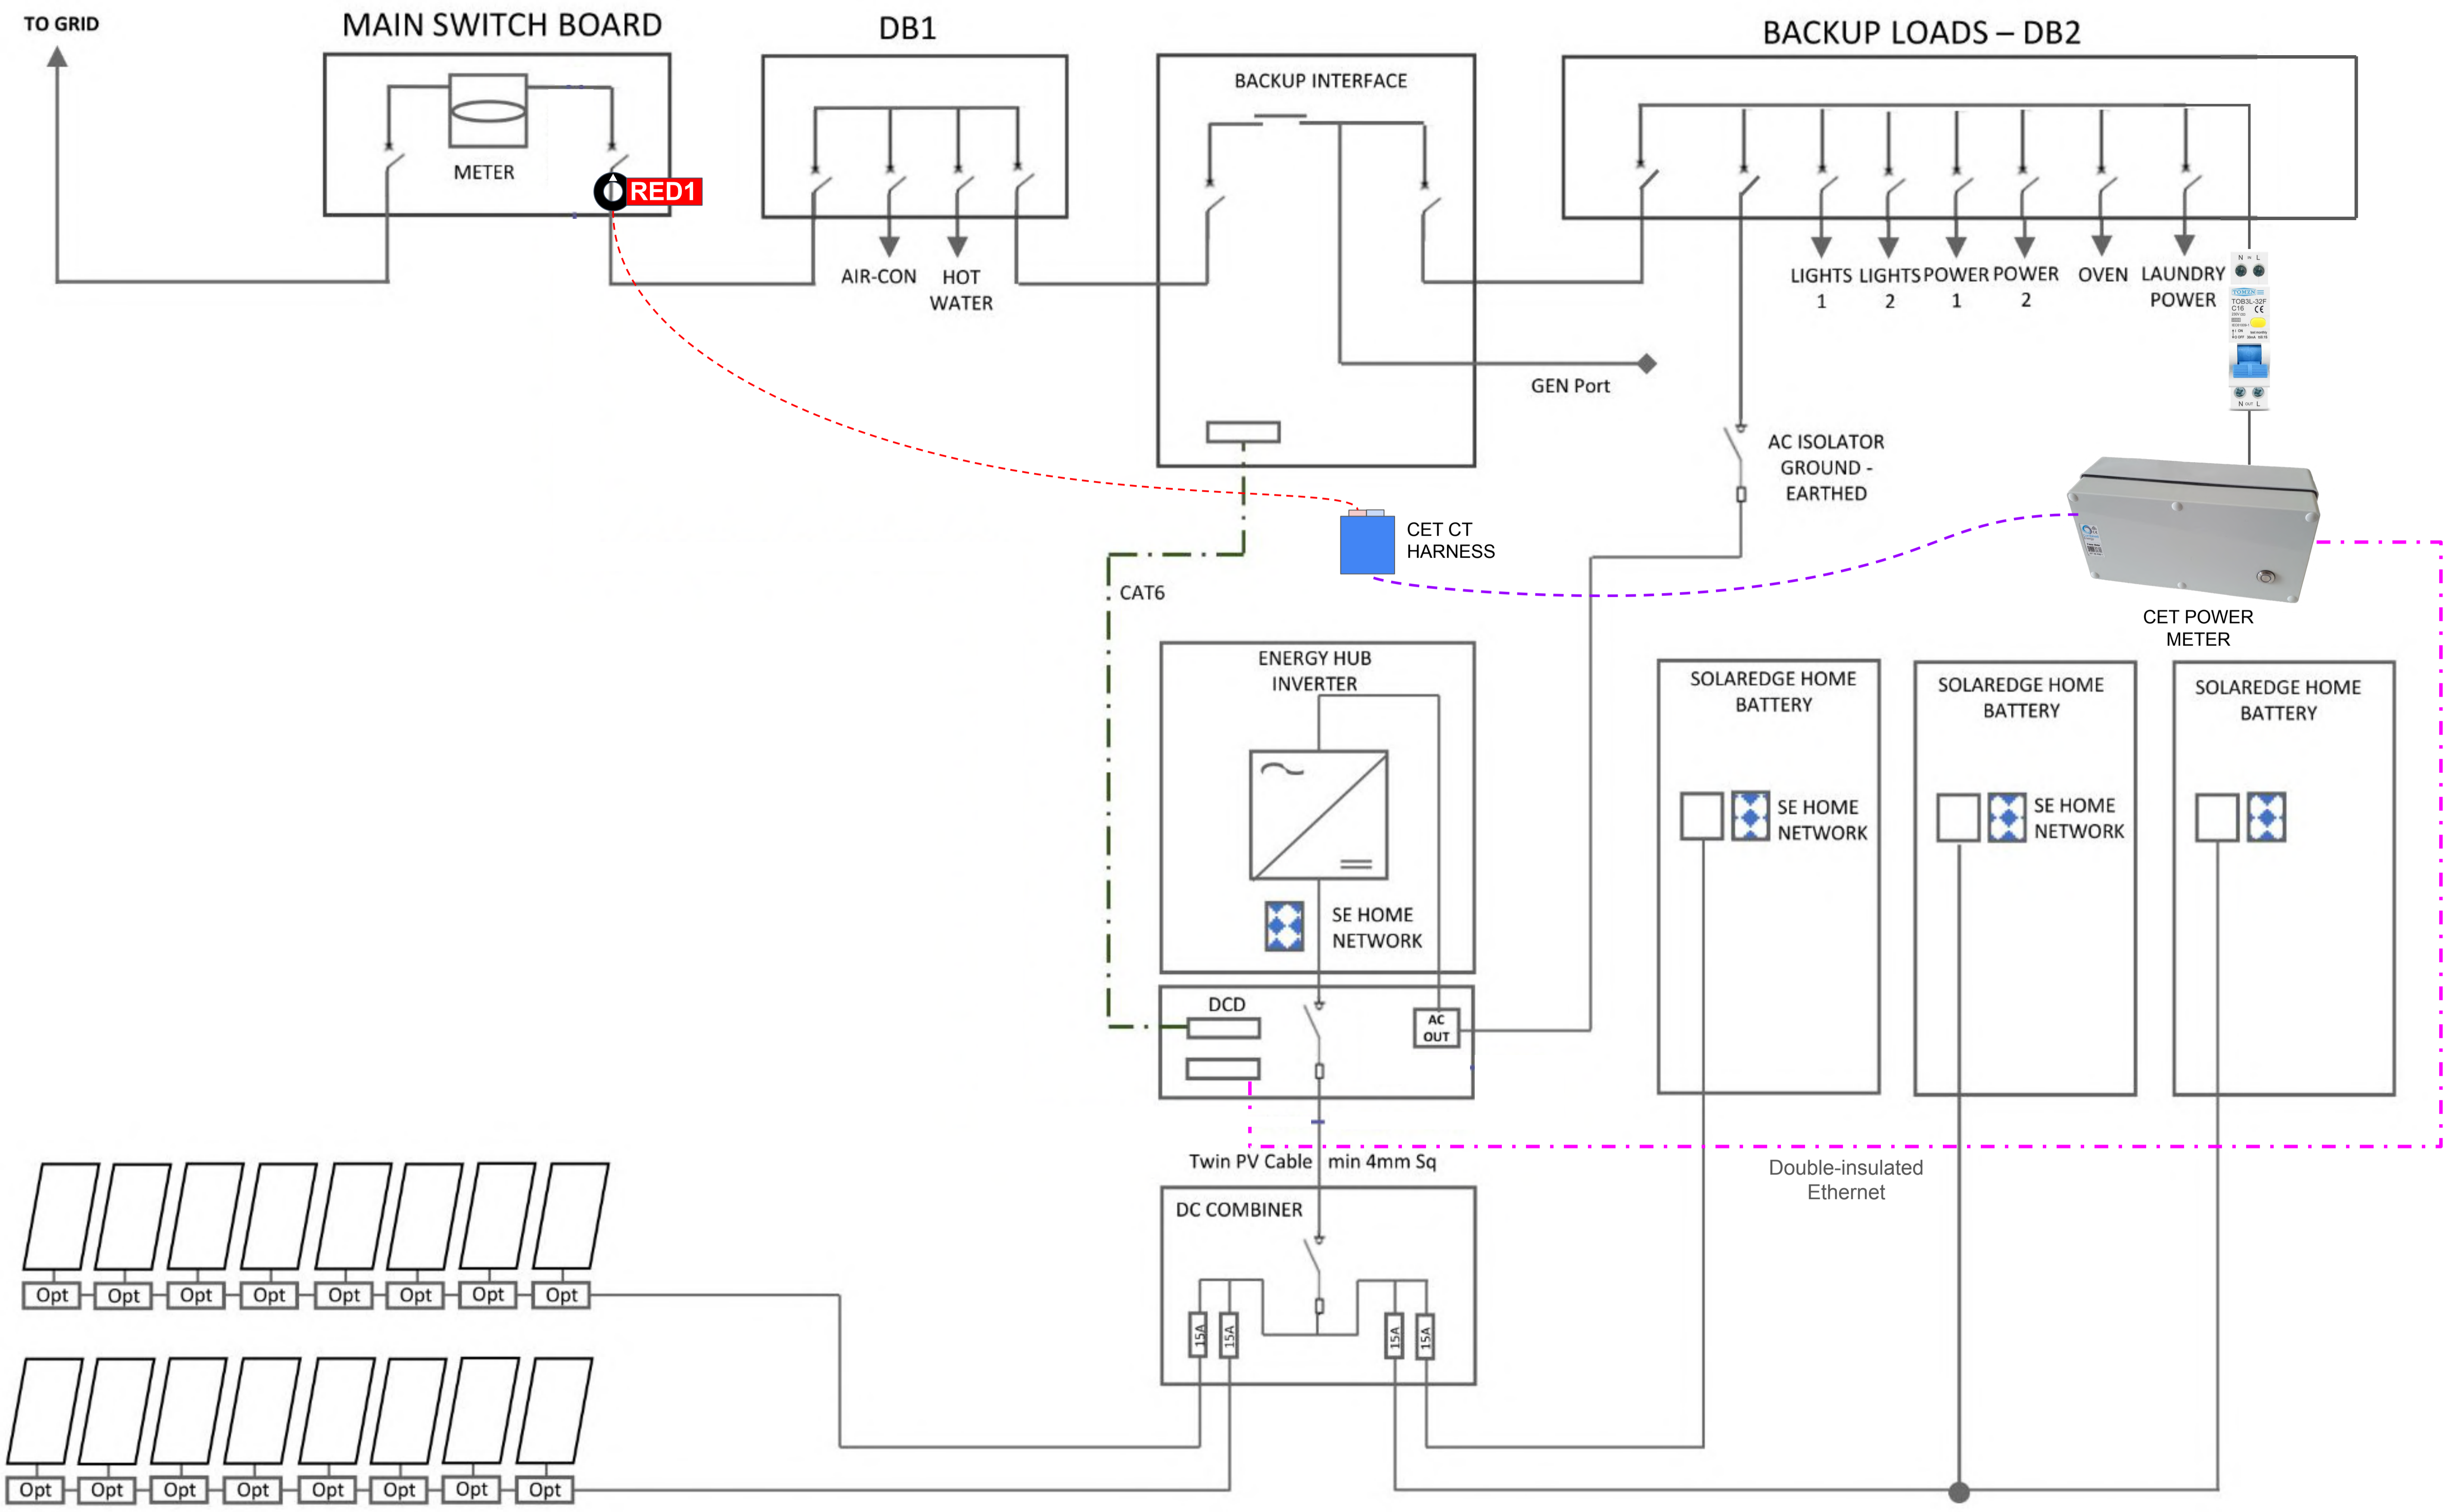 TO GRID
MAIN SWITCH BOARD
DB1
BACKUP LOADS – DB2
BACKUP INTERFACE
METER
RED1
AIR-CON
HOT
WATER
LIGHTS
1
LIGHTS
2
POWER
1
POWER
2
OVEN
LAUNDRY
POWER
N ≈ L
TOB3L-32F
C16 CE
N OUT L
GEN Port
AC ISOLATOR
GROUND -
EARTHED
CET CT
HARNESS
CAT6
CET POWER
METER
ENERGY HUB
INVERTER
SE HOME
NETWORK
SOLAREDGE HOME
BATTERY
SE HOME
NETWORK
SOLAREDGE HOME
BATTERY
SE HOME
NETWORK
SOLAREDGE HOME
BATTERY
DCD
AC
OUT
Twin PV Cable min 4mm Sq
Double-insulated
Ethernet
DC COMBINER
15A
15A
15A
15A
Opt Opt Opt Opt Opt Opt Opt Opt
Opt Opt Opt Opt Opt Opt Opt Opt